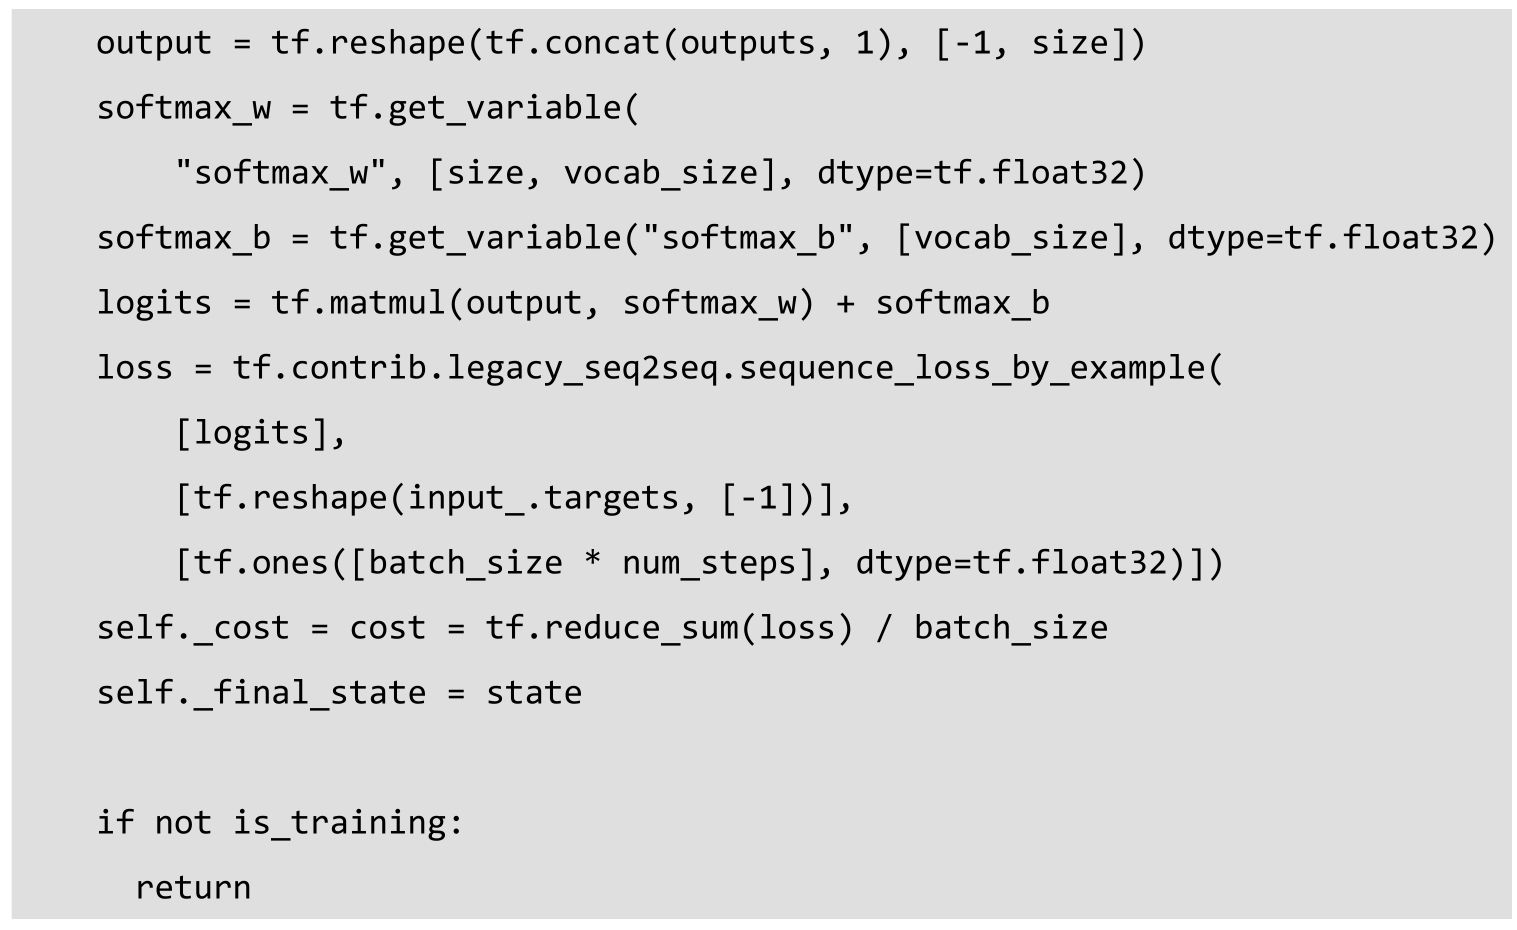 output = tf.reshape(tf.concat(outputs, 1), [-1, size])
softmax_w = tf.get_variable(
    "softmax_w", [size, vocab_size], dtype=tf.float32)
softmax_b = tf.get_variable("softmax_b", [vocab_size], dtype=tf.float32)
logits = tf.matmul(output, softmax_w) + softmax_b
loss = tf.contrib.legacy_seq2seq.sequence_loss_by_example(
    [logits],
    [tf.reshape(input_.targets, [-1])],
    [tf.ones([batch_size * num_steps], dtype=tf.float32)])
self._cost = cost = tf.reduce_sum(loss) / batch_size
self._final_state = state

if not is_training:
  return